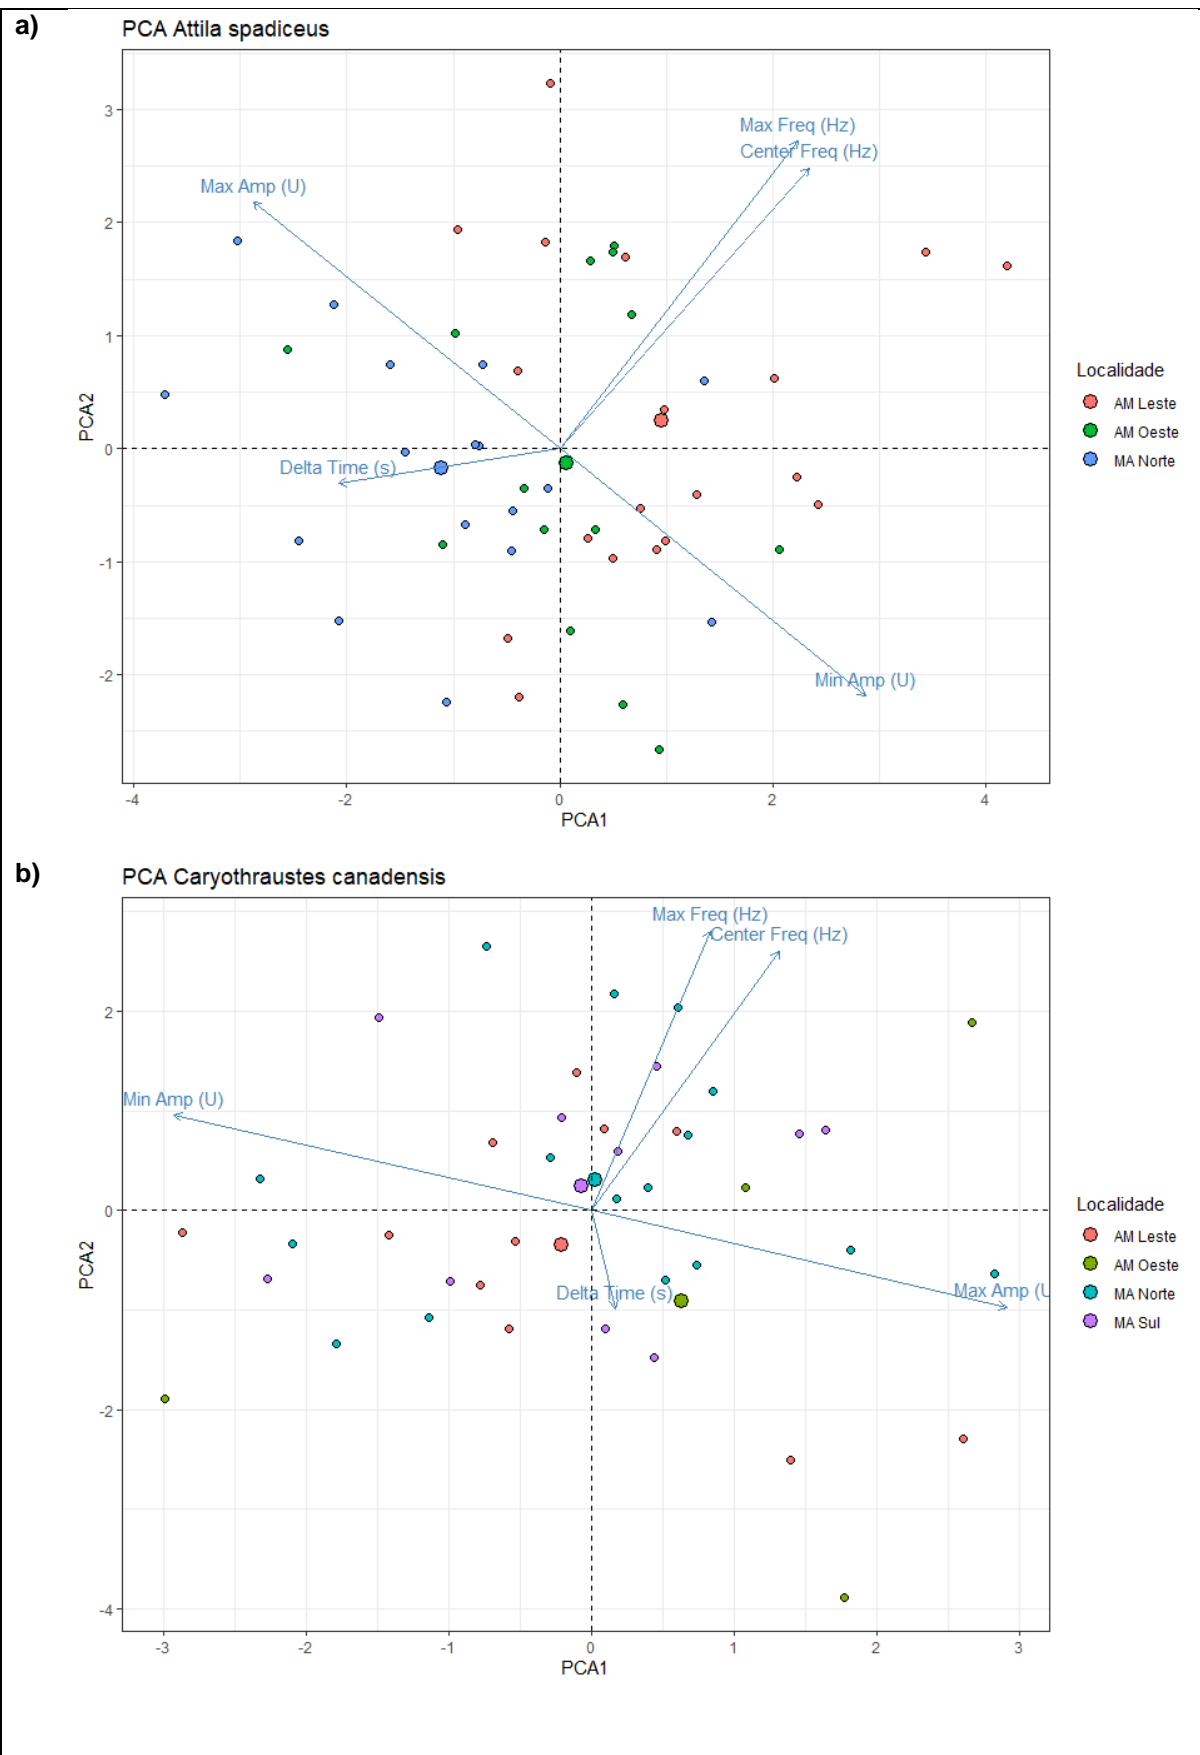 a)
PCA Attila spadiceus
3
2
1
0
-1
-2
PCA2
Max Freq (Hz)
Center Freq (Hz)
Max Amp (U)
Delta Time (s)
Min Amp (U)
-4
-2
0
2
4
PCA1
Localidade
AM Leste
AM Oeste
MA Norte
b)
PCA Caryothraustes canadensis
2
0
-2
-4
PCA2
Max Freq (Hz)
Center Freq (Hz)
Min Amp (U)
Delta Time (s)
Max Amp (U
-3
-2
-1
0
1
2
3
PCA1
Localidade
AM Leste
AM Oeste
MA Norte
MA Sul